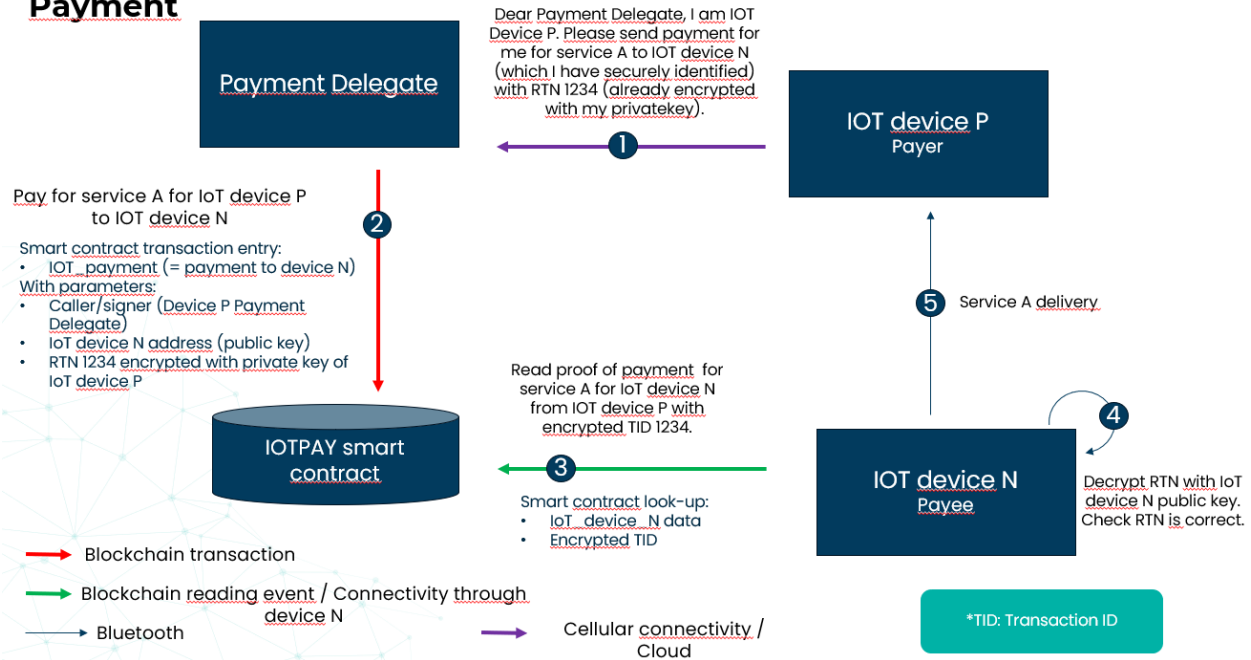 Payment
Payment Delegate
Dear Payment Delegate, I am IOT
Device P. Please send payment for
me for service A to IOT device N
(which I have securely identified)
with RTN 1234 (already encrypted
with my privatekey).
1
IOT device P
Payer
Pay for service A for IoT device P
to IOT device N
2
Smart contract transaction entry:
• IOT_payment (= payment to device N)
With parameters:
• Caller/signer (Device P Payment
Delegate)
• IoT device N address (public key)
• RTN 1234 encrypted with private key of
IoT device P
5
Service A delivery
Read proof of payment for
service A for IoT device N
from IOT device P with
encrypted TID 1234.
IOTPAY smart
contract
3
Smart contract look-up:
• IoT_device_N data
• Encrypted TID
4
IOT device N
Payee
Decrypt RTN with IoT
device N public key.
Check RTN is correct.
Blockchain transaction
Blockchain reading event / Connectivity through
device N
Bluetooth
Cellular connectivity /
Cloud
*TID: Transaction ID